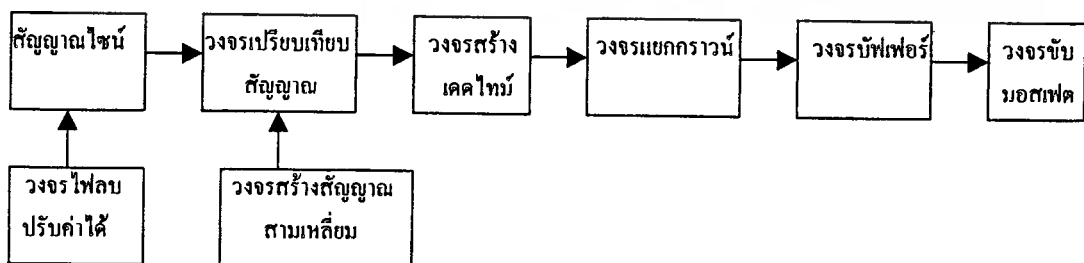 สัญญาณไซน์
วงจรเปรียบเทียบ
สัญญาณ
วงจรสร้าง
เดดไทม์
วงจรแยกกราวน์
วงจรบัฟเฟอร์
วงจรขับ
มอสเฟต
วงจรไฟลบ
ปรับค่าได้
วงจรสร้างสัญญาณ
สามเหลี่ยม